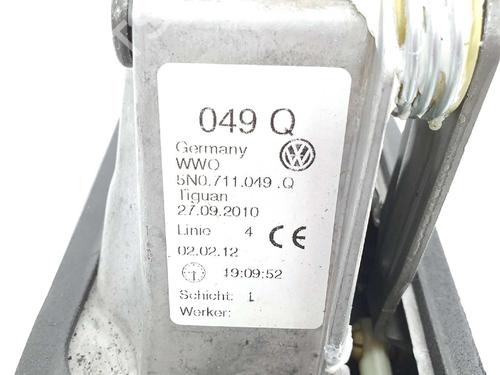 049 Q
Germany
WWO
5N0.711.049 .Q
Tiguan
27.09.2010
Linie 4 CE
02.02.12
19:09:52
Schicht: 1
Werker: